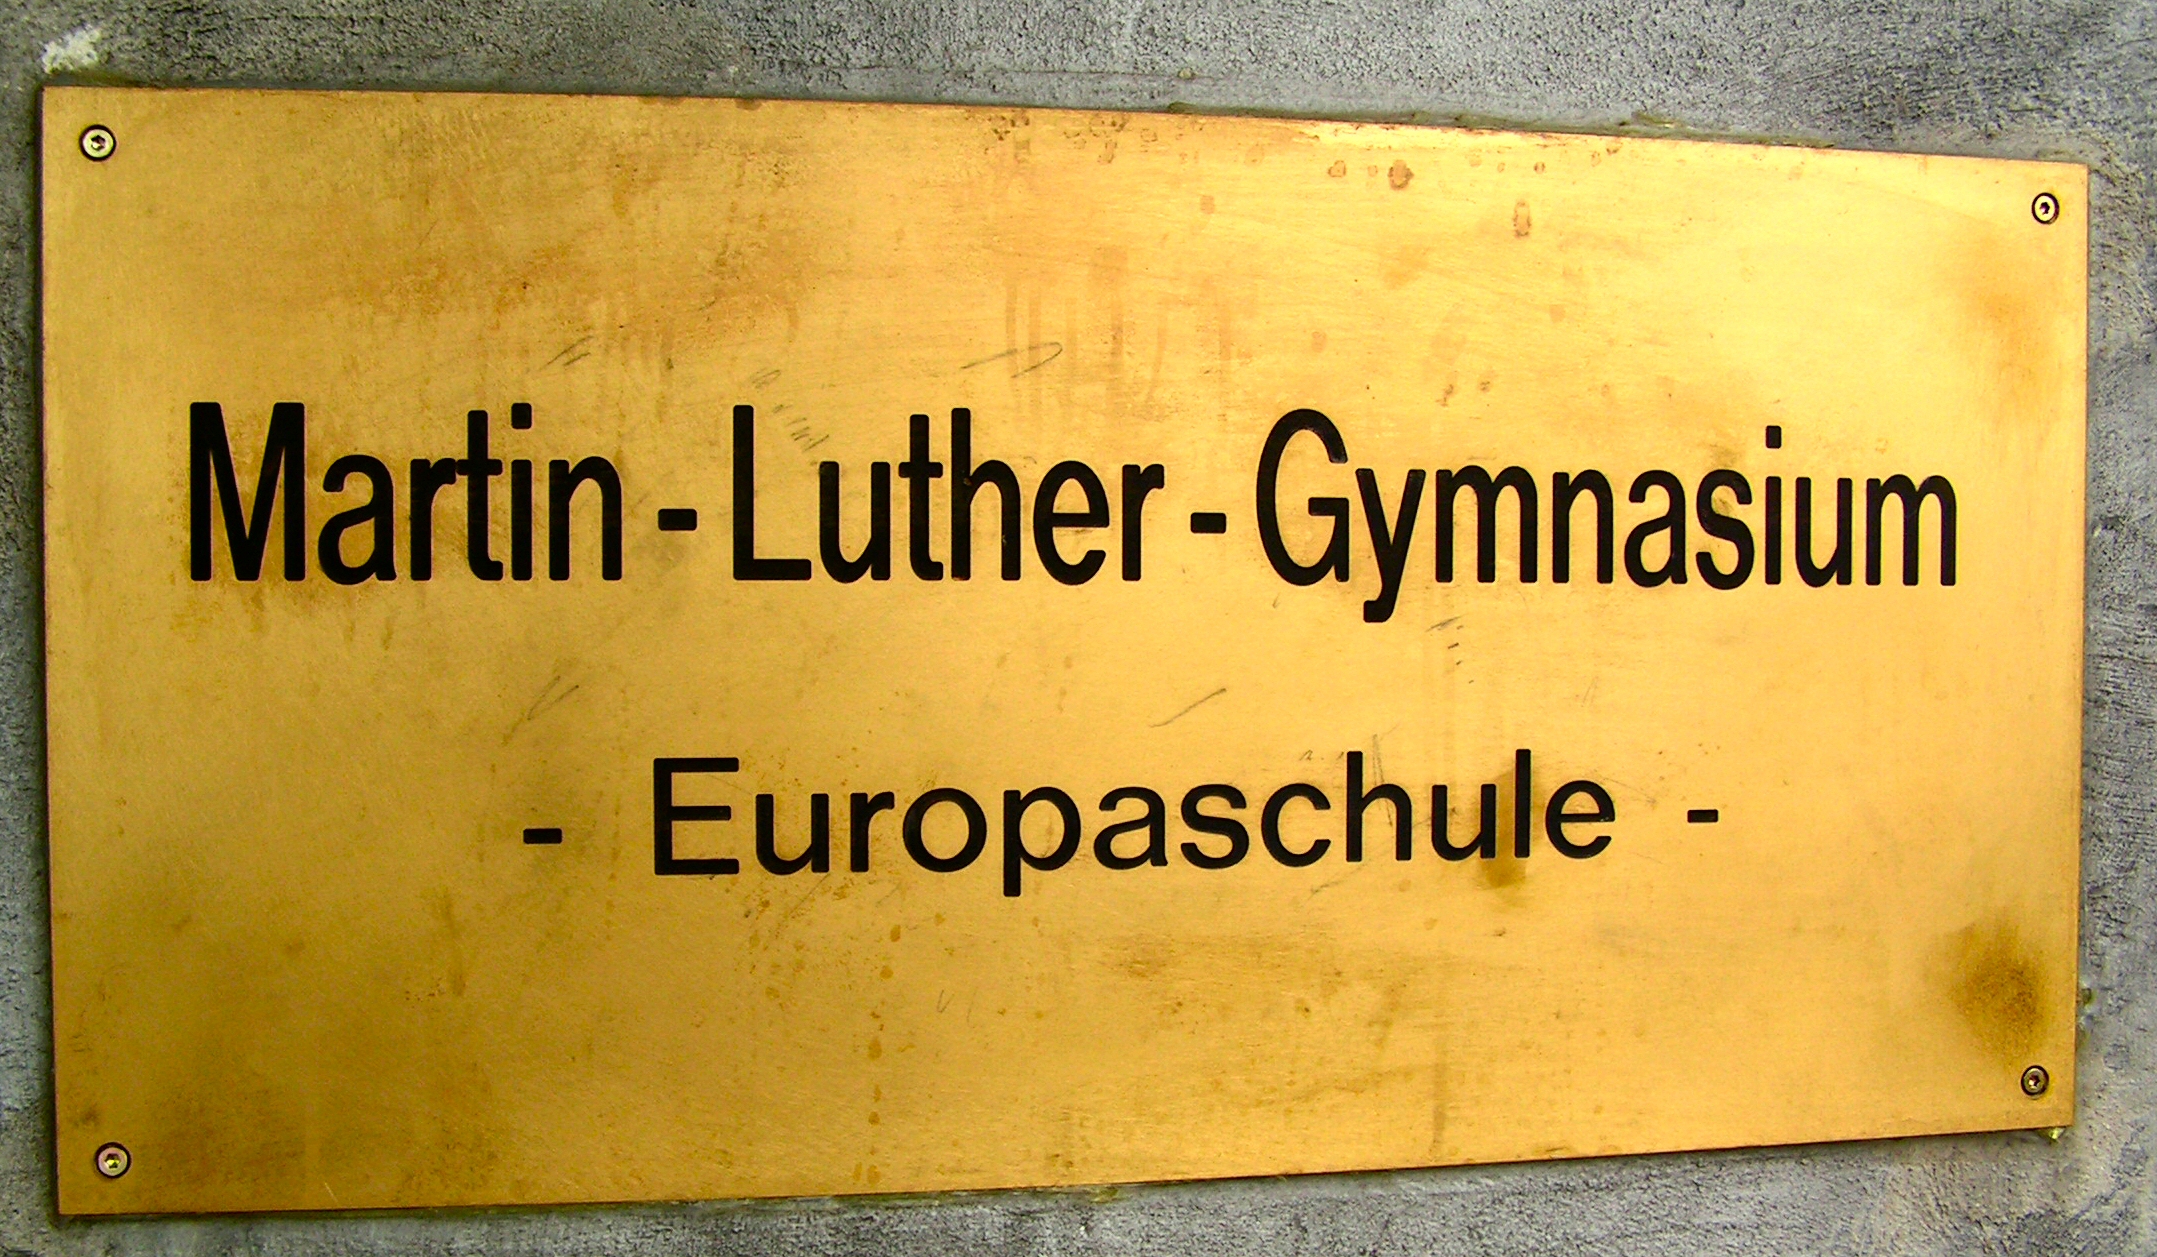 Martin - Luther - Gymnasium
- Europaschule -